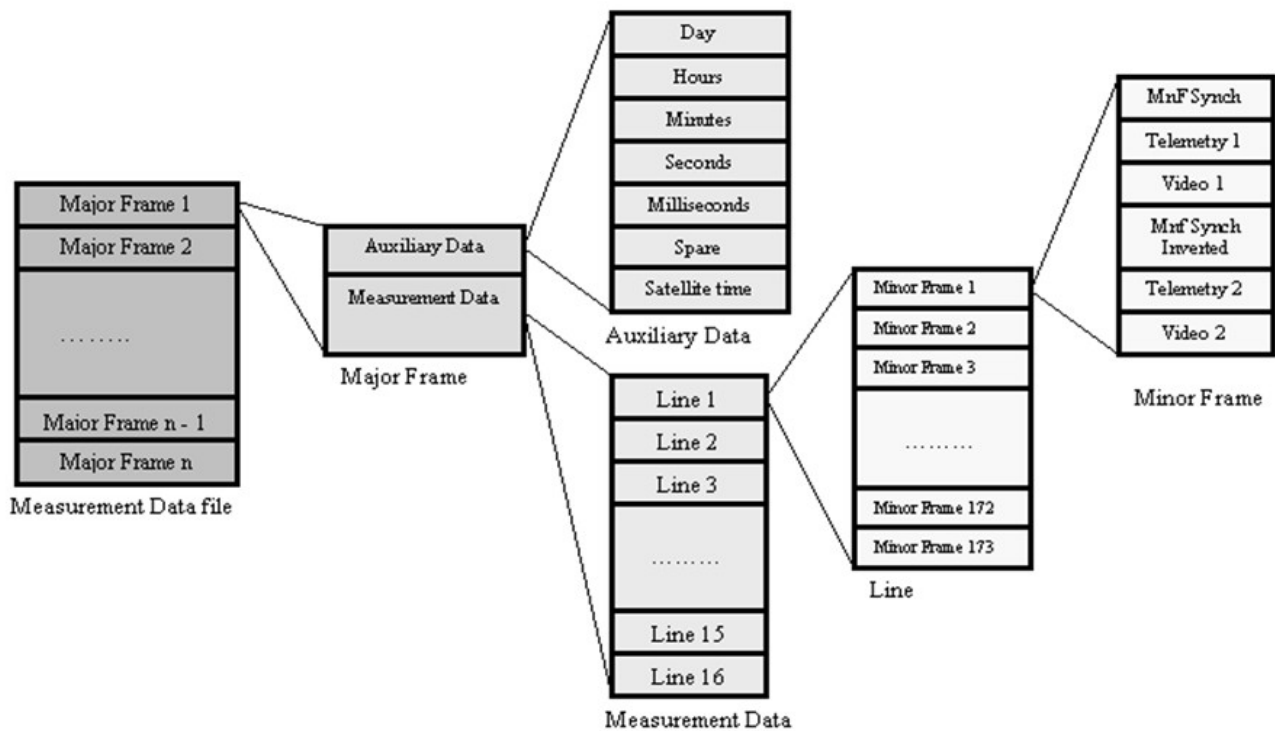 Major Frame 1
Major Frame 2
........
Maior Frame n - 1
Major Frame n
Measurement Data file
Auxiliary Data
Measurement Data
Major Frame
Day
Hours
Minutes
Seconds
Milliseconds
Spare
Satellite time
Auxiliary Data
Line 1
Line 2
Line 3
.........
Line 15
Line 16
Measurement Data
Minor Frame 1
Minor Frame 2
Minor Frame 3
.........
Minor Frame 172
Minor Frame 173
Line
MnF Synch
Telemetry 1
Video 1
Mnf Synch
Inverted
Telemetry 2
Video 2
Minor Frame